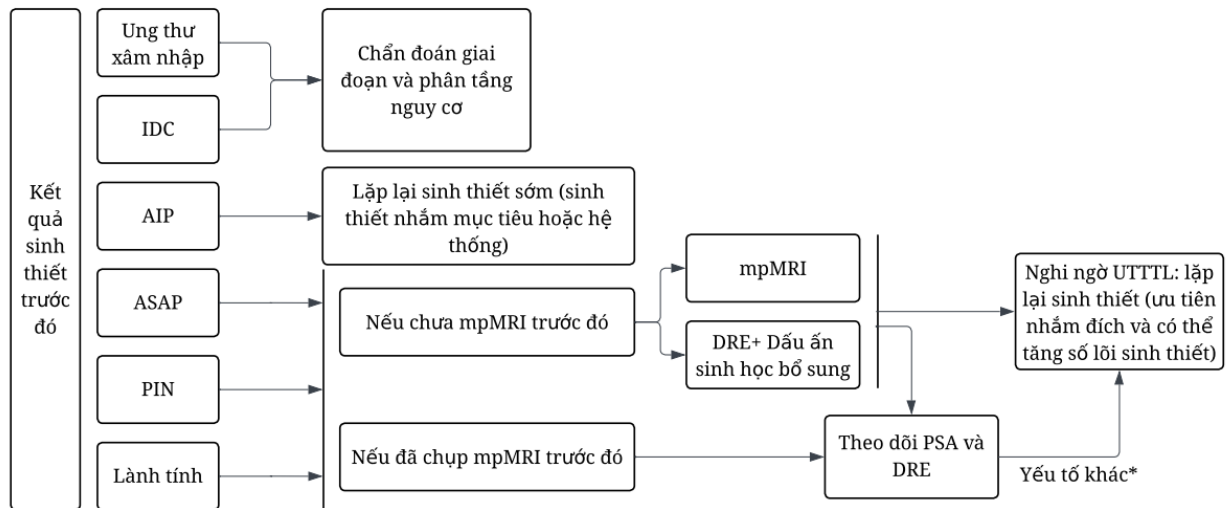 Kết
quả
sinh
thiết
trước
đó
Ung thư
xâm nhập
IDC
AIP
ASAP
PIN
Lành tính
Chẩn đoán giai
đoạn và phân tầng
nguy cơ
Lặp lại sinh thiết sớm (sinh
thiết nhắm mục tiêu hoặc hệ
thống)
Nếu chưa mpMRI trước đó
Nếu đã chụp mpMRI trước đó
mpMRI
DRE+ Dấu ấn
sinh học bổ sung
Theo dõi PSA và
DRE
Nghi ngờ UTTTL: lặp
lại sinh thiết (ưu tiên
nhắm đích và có thể
tăng số lõi sinh thiết)
Yếu tố khác*